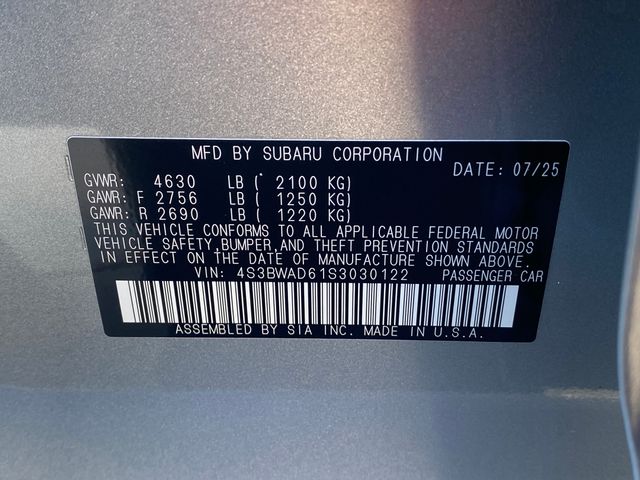 MFD BY SUBARU CORPORATION
DATE: 07/25
GVWR: 4630 LB ( 2100 KG)
GAWR: F 2756 LB ( 1250 KG)
GAWR: R 2690 LB ( 1220 KG)
THIS VEHICLE CONFORMS TO ALL APPLICABLE FEDERAL MOTOR
VEHICLE SAFETY, BUMPER, AND THEFT PREVENTION STANDARDS
IN EFFECT ON THE DATE OF MANUFACTURE SHOWN ABOVE.
VIN: 4S3BWAD61S3030122 PASSENGER CAR
ASSEMBLED BY SIA INC. MADE IN U.S.A.